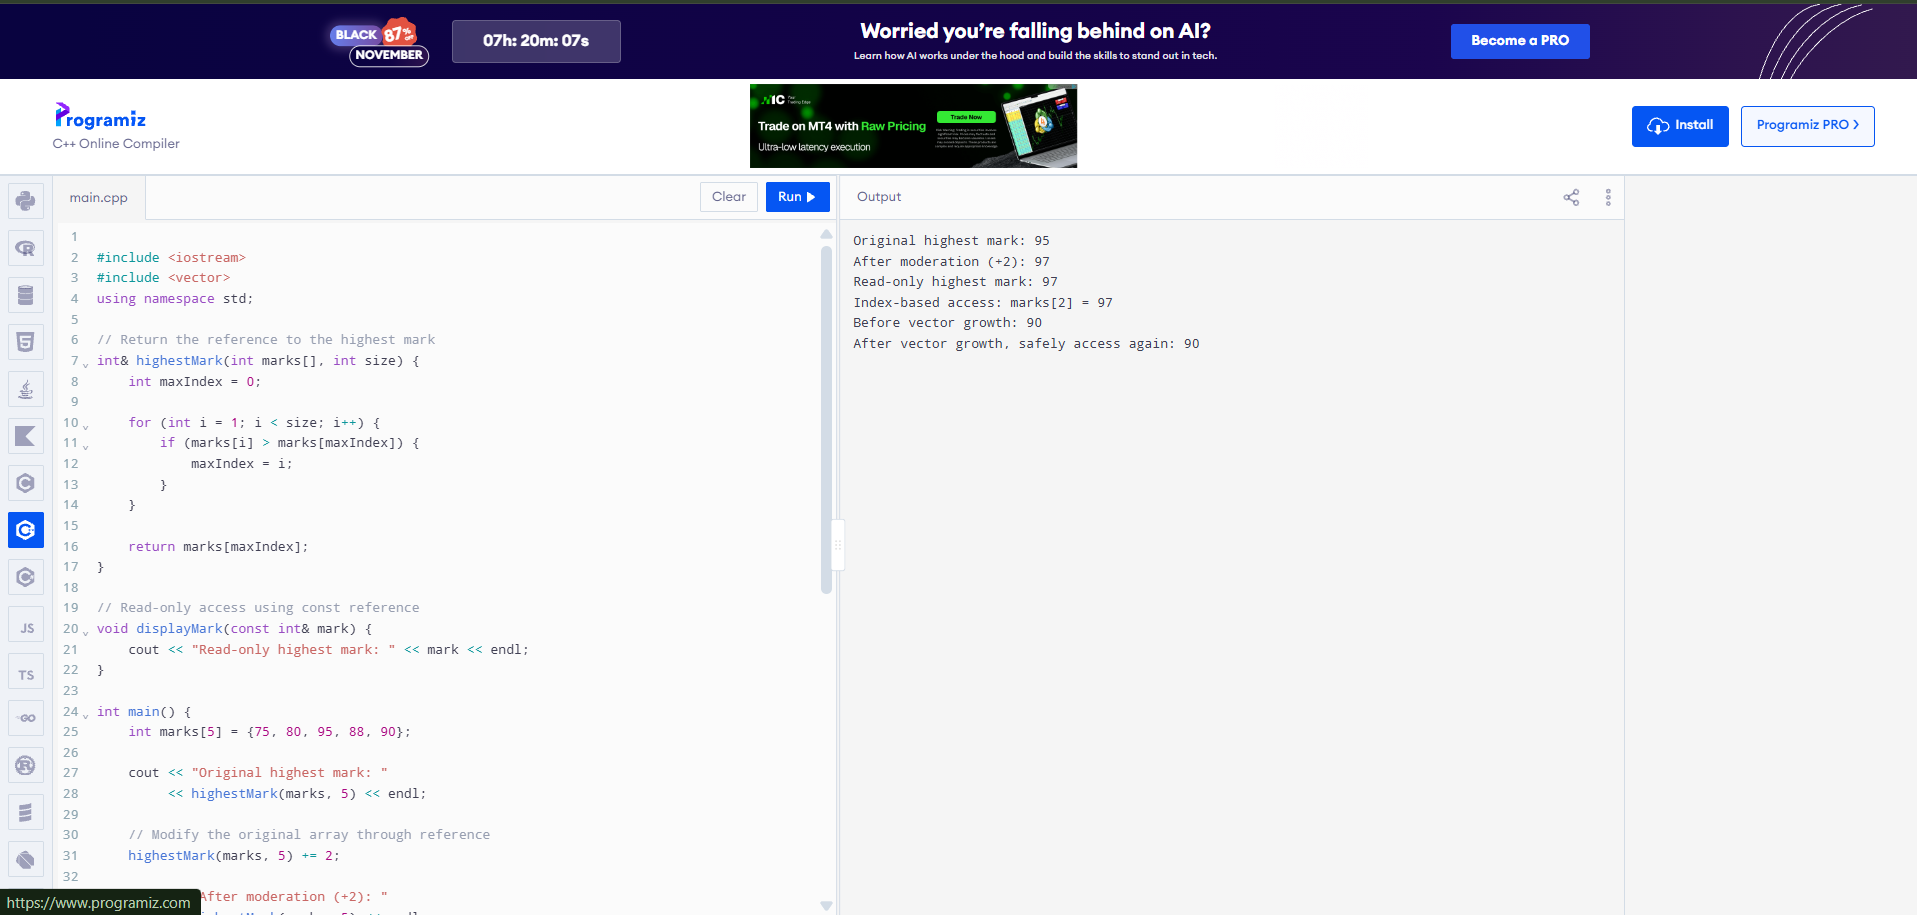 BLACK 87% OFF
NOVEMBER
07h: 20m: 07s
Worried you're falling behind on AI?
Learn how AI works under the hood and build the skills to stand out in tech.
Become a PRO
Programiz
C++ Online Compiler
IC Your Trading Edge
Trade on MT4 with Raw Pricing
Ultra-low latency execution
Trade Now
Install
Programiz PRO >
main.cpp
Clear
Run
Output
1
2 #include <iostream>
3 #include <vector>
4 using namespace std;
5
6 // Return the reference to the highest mark
7 int& highestMark(int marks[], int size) {
8     int maxIndex = 0;
9
10     for (int i = 1; i < size; i++) {
11         if (marks[i] > marks[maxIndex]) {
12             maxIndex = i;
13         }
14     }
15
16     return marks[maxIndex];
17 }
18
19 // Read-only access using const reference
20 void displayMark(const int& mark) {
21     cout << "Read-only highest mark: " << mark << endl;
22 }
23
24 int main() {
25     int marks[5] = {75, 80, 95, 88, 90};
26
27     cout << "Original highest mark: "
28          << highestMark(marks, 5) << endl;
29
30     // Modify the original array through reference
31     highestMark(marks, 5) += 2;
32
After moderation (+2): "
Original highest mark: 95
After moderation (+2): 97
Read-only highest mark: 97
Index-based access: marks[2] = 97
Before vector growth: 90
After vector growth, safely access again: 90
JS
TS
GO
https://www.programiz.com